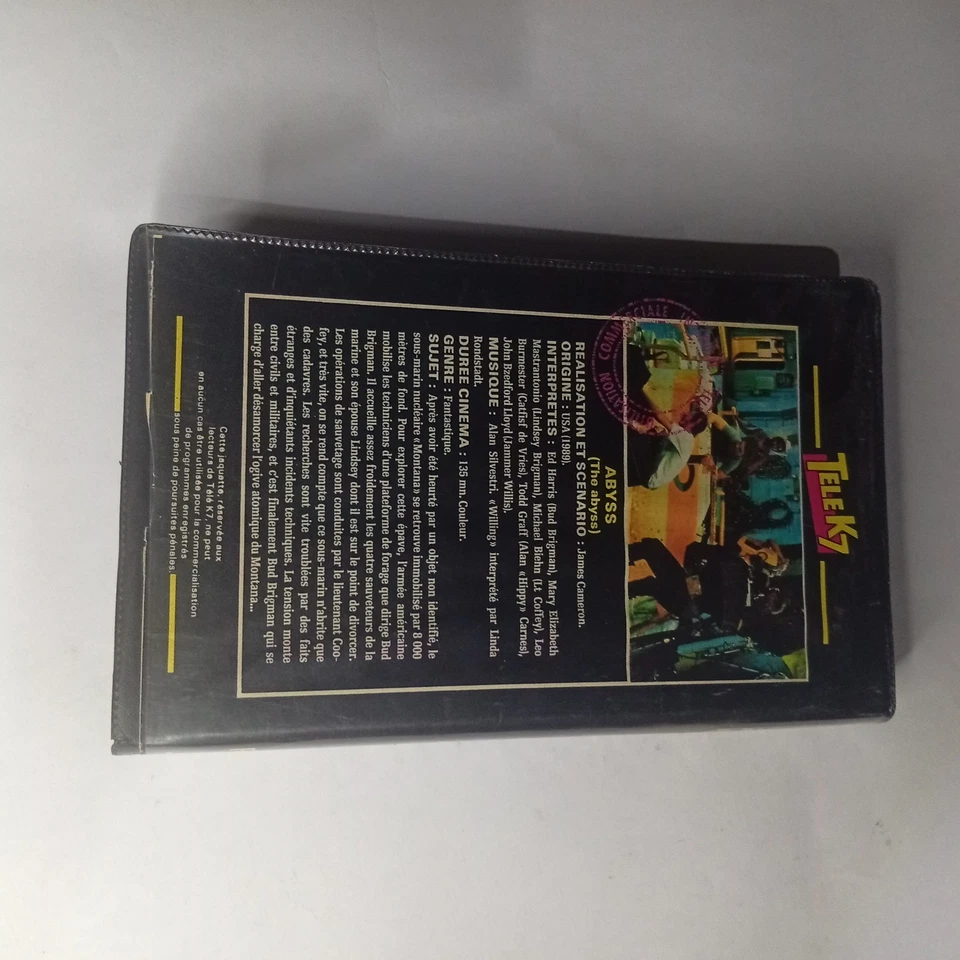 TELE K7
ABYSS
(The abyss)
REALISATION ET SCENARIO : James Cameron.
ORIGINE : USA (1989).
INTERPRETES : Ed Harris (Bud Brigman), Mary Elizabeth
Mastrantonio (Lindsey Brigman), Michael Biehn (Lt Coffey), Leo
Burmester (Catfisf de Vries), Todd Graff (Alan «Hippy» Carnes),
John Bzedford Lloyd (Jammer Willis),
MUSIQUE : Alan Silvestri. «Willing» interprété par Linda
Rondstadt.
DUREE CINEMA : 135 mn. Couleur.
GENRE : Fantastique.
SUJET : Après avoir été heurté par un objet non identifié, le
sous-marin nucléaire «Montana» se retrouve immobilisé par 8 000
mètres de fond. Pour explorer cette épave, l'armée américaine
mobilise les techniciens d'une plateforme de forage que dirige Bud
Brigman. Il accueille assez froidement les quatre sauveteurs de la
marine et son épouse Lindsey dont il est sur le point de divorcer.
Les opérations de sauvetage sont conduites par le lieutenant Coo-
fey, et très vite, on se rend compte que ce sous-marin n'abrite que
des cadavres. Les recherches sont vite troublées par des faits
étranges et d'inquiétants incidents techniques. La tension monte
entre civils et militaires, et c'est finalement Bud Brigman qui se
charge d'aller désamorcer l'ogive atomique du Montana...
Cette jaquette, réservée aux
lecteurs de Télé K7, ne peut
en aucun cas être utilisée pour la commercialisation
de programmes enregistrés
sous peine de poursuites pénales.